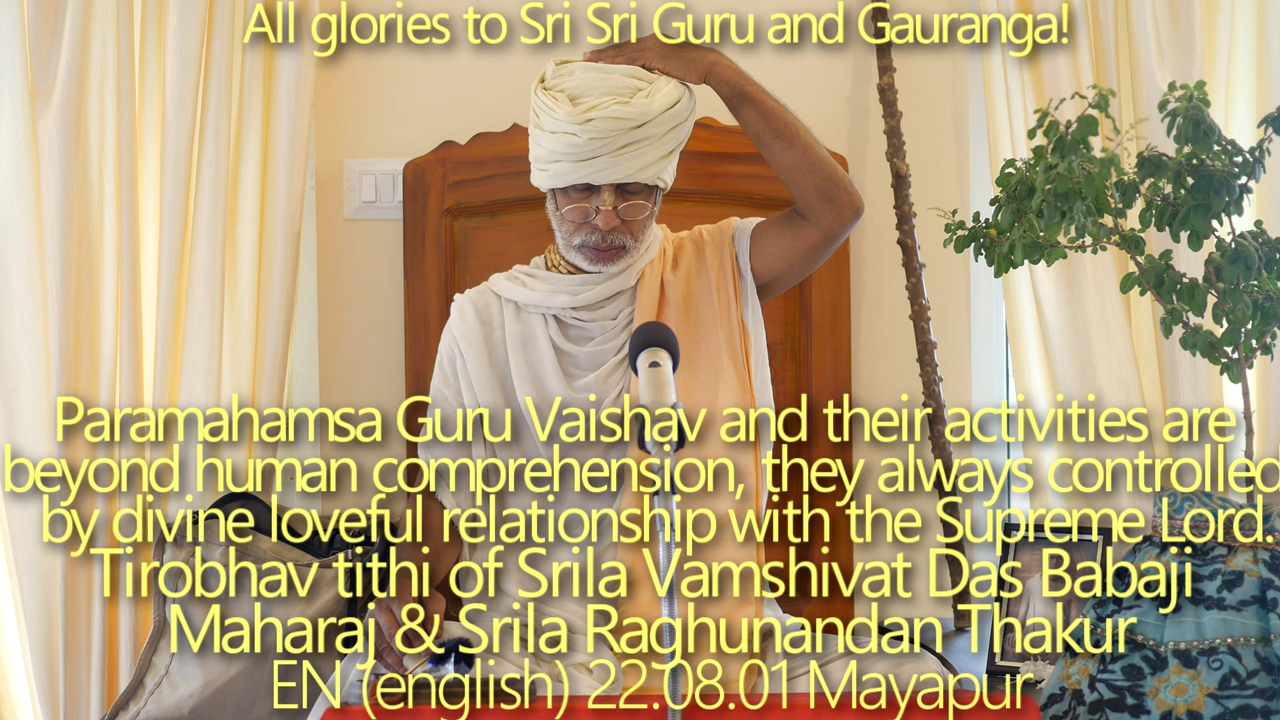 All glories to Sri Sri Guru and Gauranga!
Paramahamsa Guru Vaishav and their activities are
beyond human comprehension, they always controlled
by divine loveful relationship with the Supreme Lord.
Tirobhav tithi of Srila Vamshivat Das Babaji
Maharaj & Srila Raghunandan Thakur
EN (english) 22.08.01 Mayapur